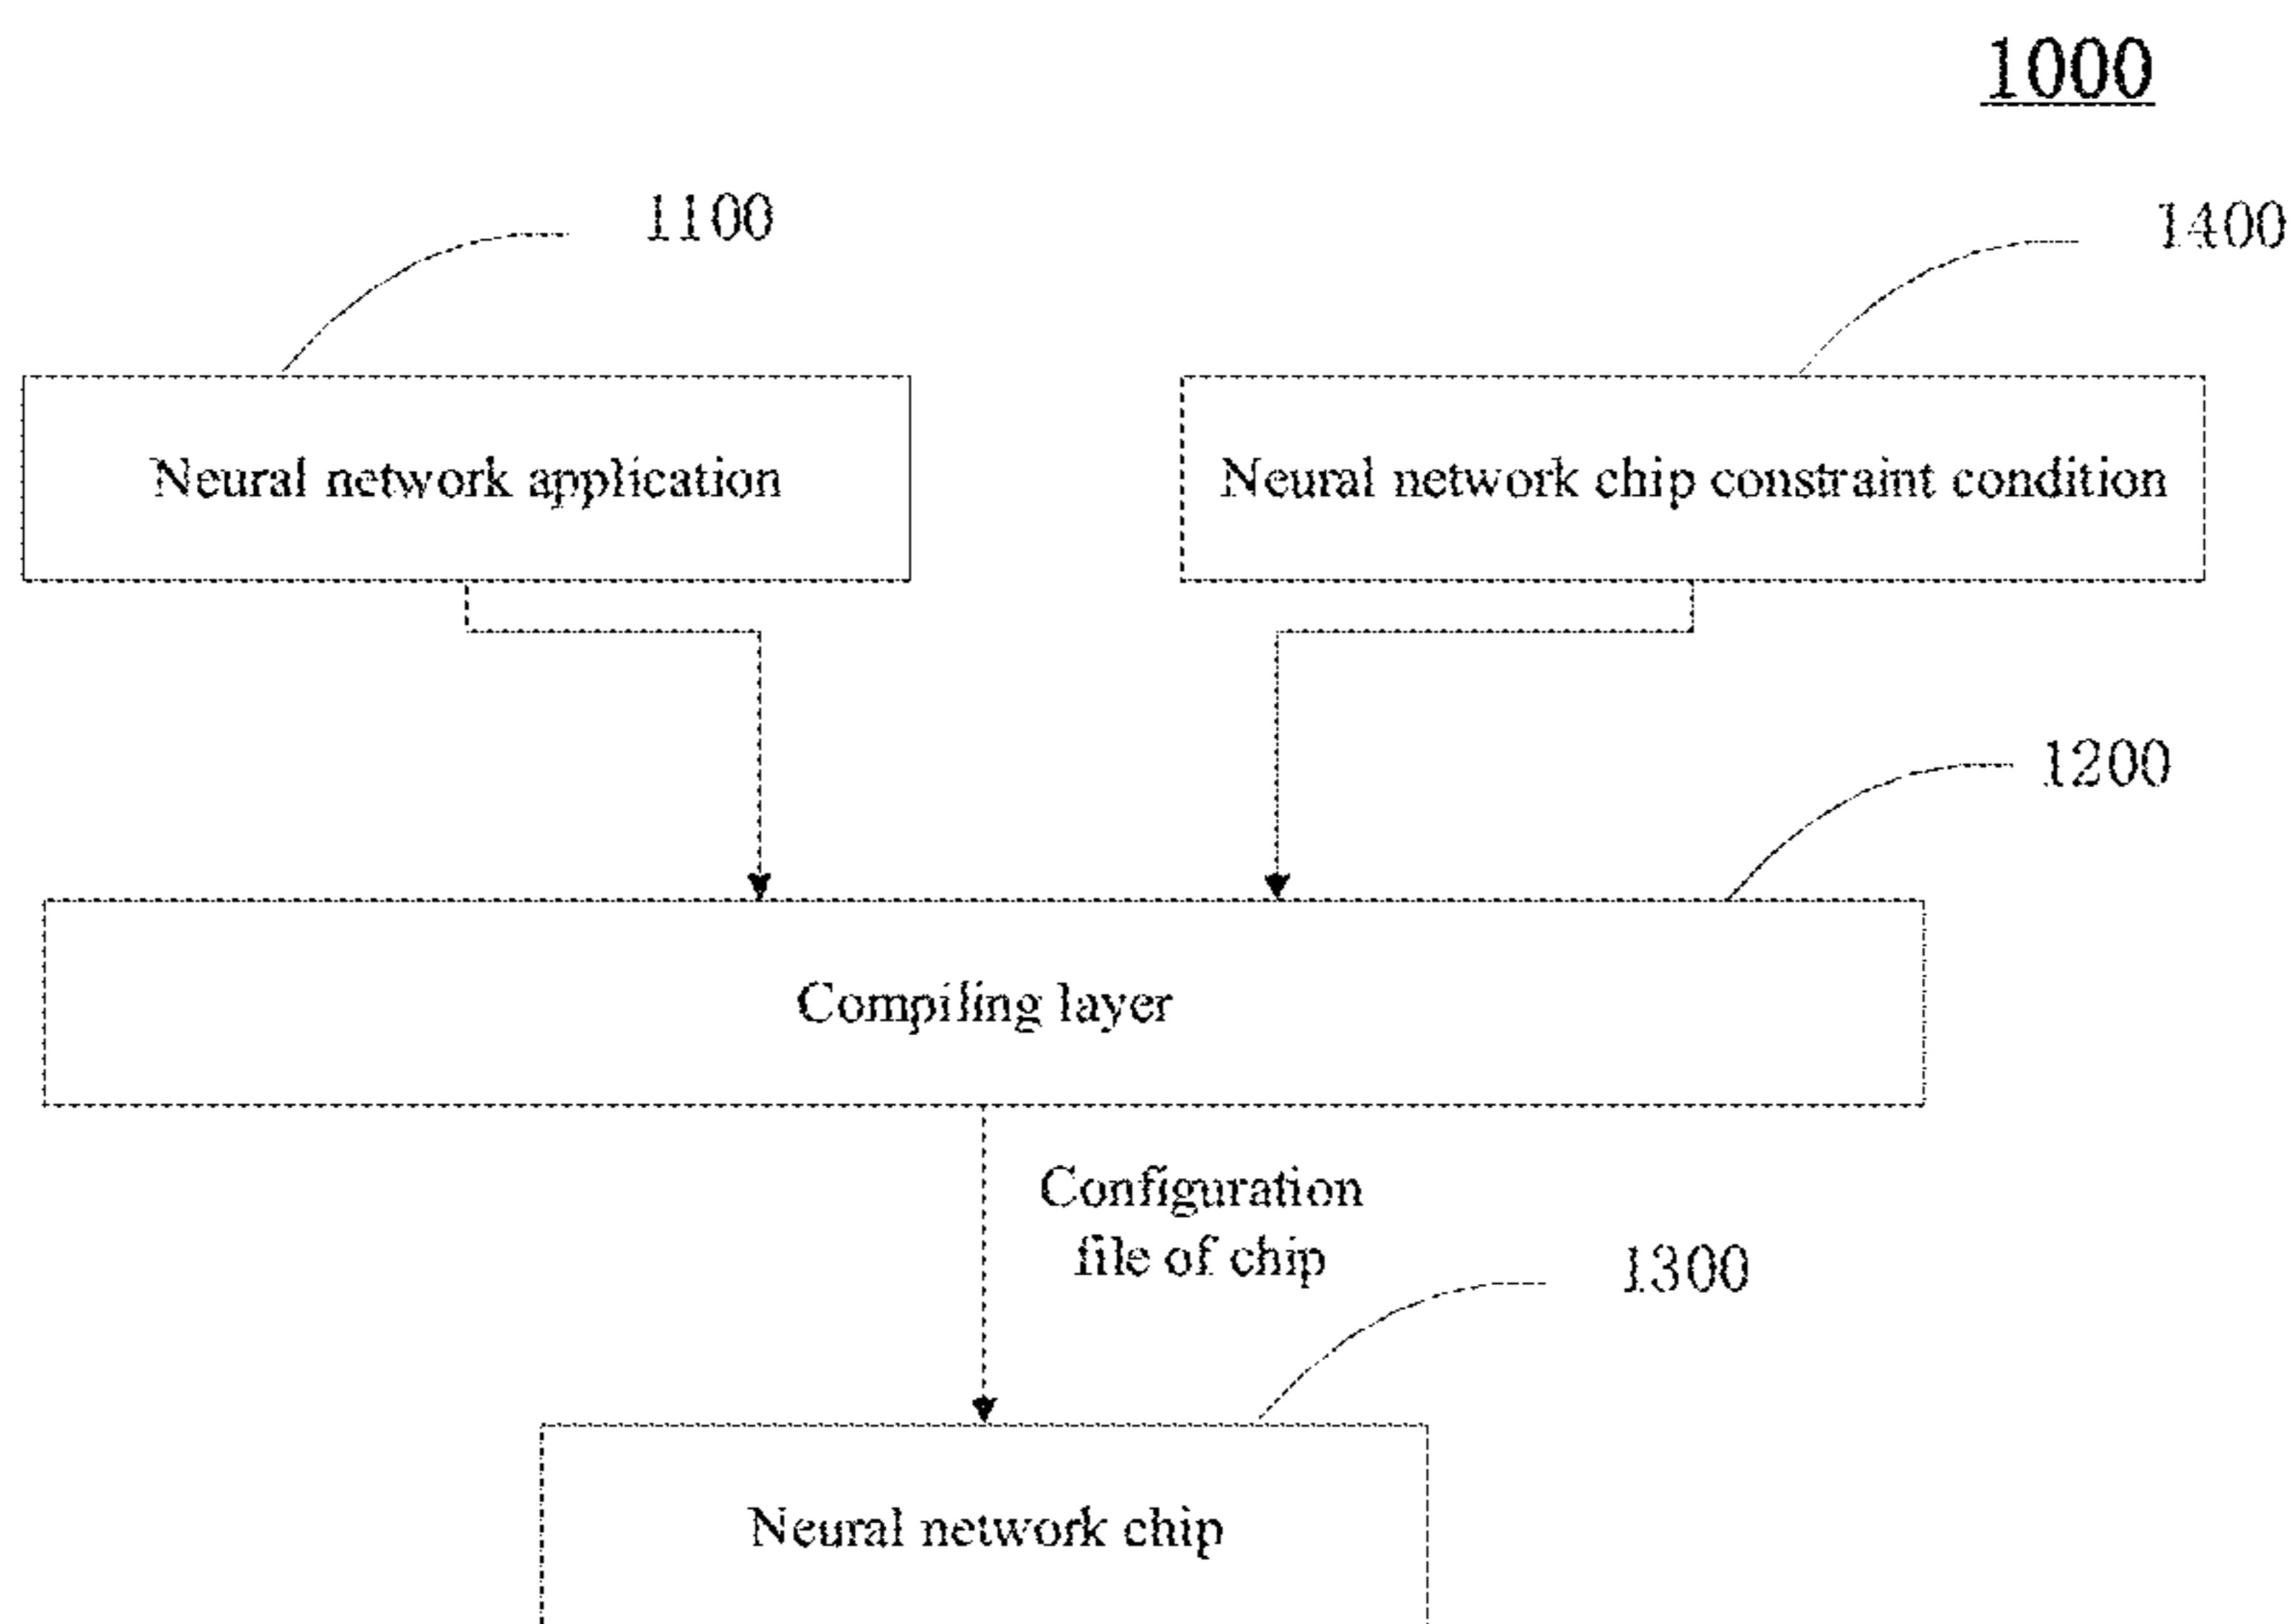 1000
1100
1400
Neural network application
Neural network chip constraint condition
1200
Compiling layer
Configuration
file of chip
1300
Neural network chip